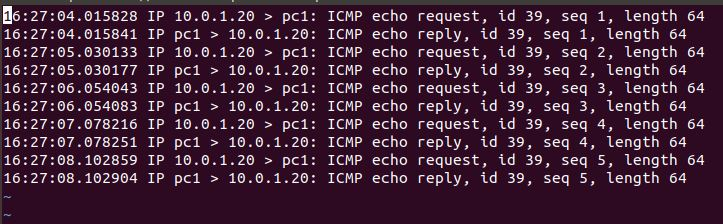 16:27:04.015828 IP 10.0.1.20 > pc1: ICMP echo request, id 39, seq 1, length 64
16:27:04.015841 IP pc1 > 10.0.1.20: ICMP echo reply, id 39, seq 1, length 64
16:27:05.030133 IP 10.0.1.20 > pc1: ICMP echo request, id 39, seq 2, length 64
16:27:05.030177 IP pc1 > 10.0.1.20: ICMP echo reply, id 39, seq 2, length 64
16:27:06.054043 IP 10.0.1.20 > pc1: ICMP echo request, id 39, seq 3, length 64
16:27:06.054083 IP pc1 > 10.0.1.20: ICMP echo reply, id 39, seq 3, length 64
16:27:07.078216 IP 10.0.1.20 > pc1: ICMP echo request, id 39, seq 4, length 64
16:27:07.078251 IP pc1 > 10.0.1.20: ICMP echo reply, id 39, seq 4, length 64
16:27:08.102859 IP 10.0.1.20 > pc1: ICMP echo request, id 39, seq 5, length 64
16:27:08.102904 IP pc1 > 10.0.1.20: ICMP echo reply, id 39, seq 5, length 64
~
~